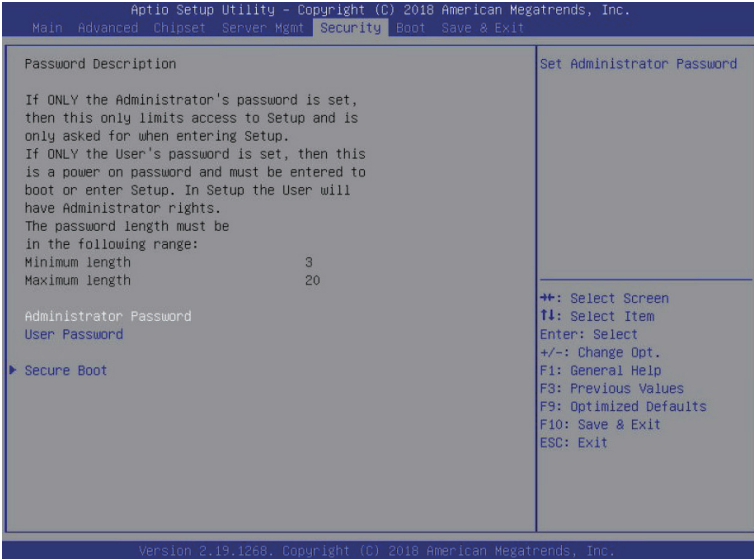 Aptio Setup Utility – Copyright (C) 2018 American Megatrends, Inc.
Main Advanced Chipset Server Mgmt Security Boot Save & Exit
Password Description
If ONLY the Administrator's password is set,
then this only limits access to Setup and is
only asked for when entering Setup.
If ONLY the User's password is set, then this
is a power on password and must be entered to
boot or enter Setup. In Setup the User will
have Administrator rights.
The password length must be
in the following range:
Minimum length 3
Maximum length 20
Administrator Password
User Password
Secure Boot
Set Administrator Password
→←: Select Screen
↑↓: Select Item
Enter: Select
+/-: Change Opt.
F1: General Help
F3: Previous Values
F9: Optimized Defaults
F10: Save & Exit
ESC: Exit
Version 2.19.1268. Copyright (C) 2018 American Megatrends, Inc.